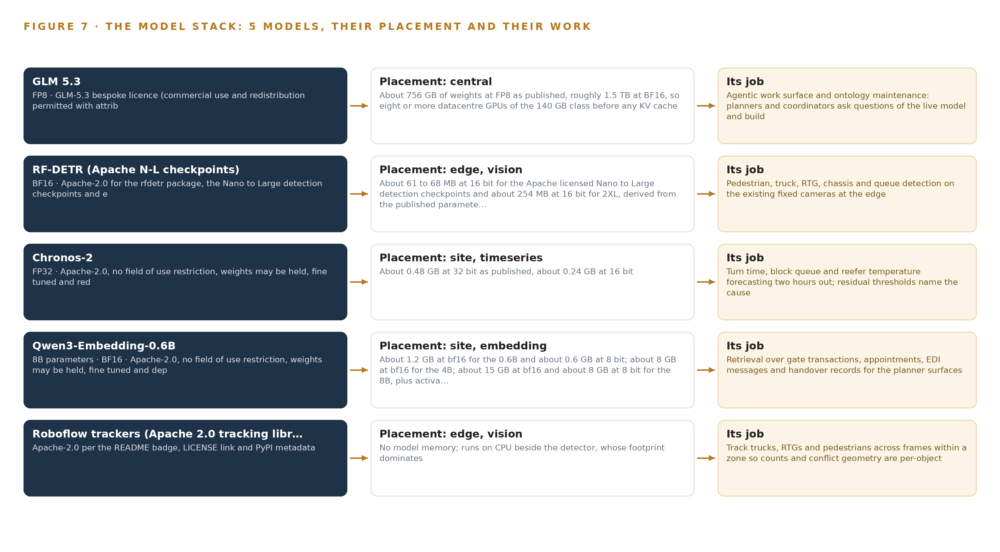 FIGURE 7 · THE MODEL STACK: 5 MODELS, THEIR PLACEMENT AND THEIR WORK
GLM 5.3
FP8 · GLM-5.3 bespoke licence (commercial use and redistribution
permitted with attrib
Placement: central
About 756 GB of weights at FP8 as published, roughly 1.5 TB at BF16, so
eight or more datacentre GPUs of the 140 GB class before any KV cache
Its job
Agentic work surface and ontology maintenance:
planners and coordinators ask questions of the live model
and build
RF-DETR (Apache N-L checkpoints)
BF16 · Apache-2.0 for the rfdetr package, the Nano to Large detection
checkpoints and e
Placement: edge, vision
About 61 to 68 MB at 16 bit for the Apache licensed Nano to Large
detection checkpoints and about 254 MB at 16 bit for 2XL, derived from
the published paramete…
Its job
Pedestrian, truck, RTG, chassis and queue detection on
the existing fixed cameras at the edge
Chronos-2
FP32 · Apache-2.0, no field of use restriction, weights may be held, fine
tuned and red
Placement: site, timeseries
About 0.48 GB at 32 bit as published, about 0.24 GB at 16 bit
Its job
Turn time, block queue and reefer temperature
forecasting two hours out; residual thresholds name the
cause
Qwen3-Embedding-0.6B
8B parameters · BF16 · Apache-2.0, no field of use restriction, weights
may be held, fine tuned and dep
Placement: site, embedding
About 1.2 GB at bf16 for the 0.6B and about 0.6 GB at 8 bit; about 8 GB
at bf16 for the 4B; about 15 GB at bf16 and about 8 GB at 8 bit for the
8B, plus activa…
Its job
Retrieval over gate transactions, appointments, EDI
messages and handover records for the planner surfaces
Roboflow trackers (Apache 2.0 tracking libr…
Apache-2.0 per the README badge, LICENSE link and PyPI metadata
Placement: edge, vision
No model memory; runs on CPU beside the detector, whose footprint
dominates
Its job
Track trucks, RTGs and pedestrians across frames within a
zone so counts and conflict geometry are per-object